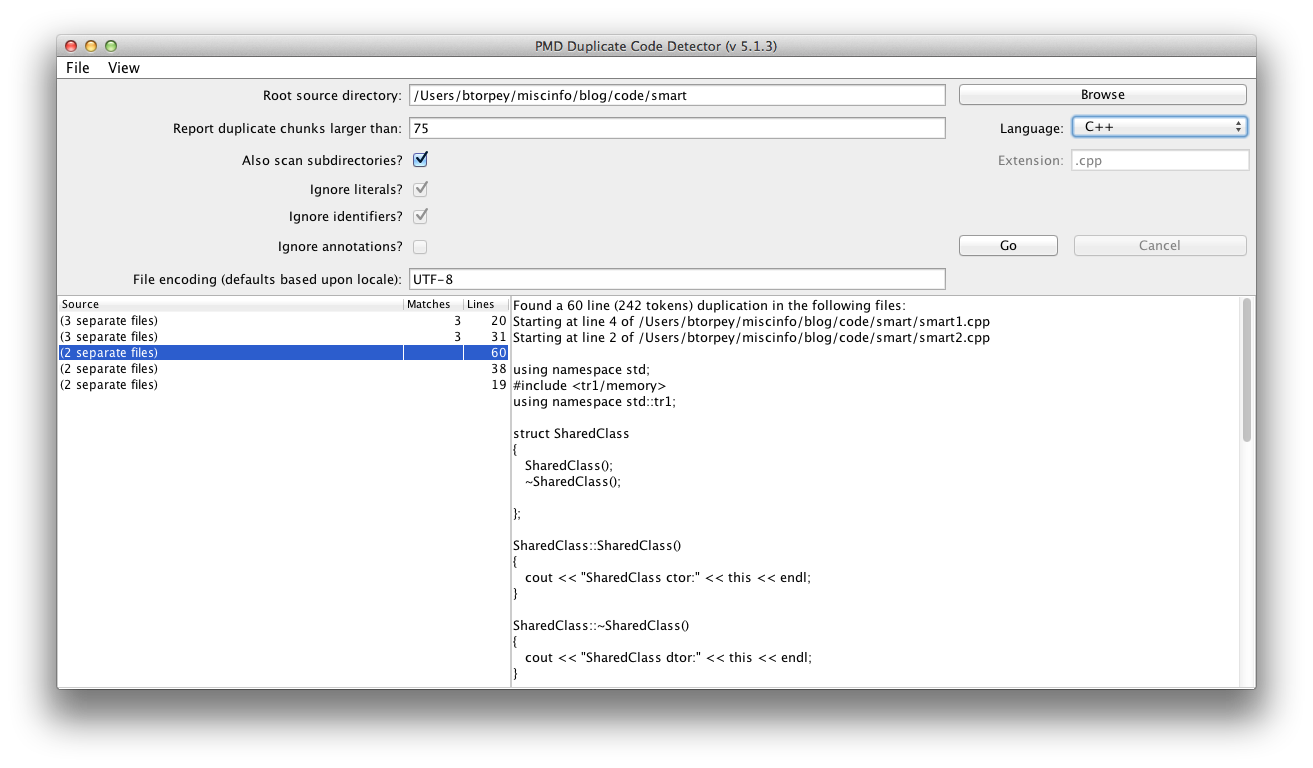 PMD Duplicate Code Detector (v 5.1.3)
File View
Root source directory: /Users/btorpey/miscinfo/blog/code/smart Browse
Report duplicate chunks larger than: 75 Language: C++
Also scan subdirectories? Extension: .cpp
Ignore literals?
Ignore identifiers?
Ignore annotations? Go Cancel
File encoding (defaults based upon locale): UTF-8
Source Matches Lines
(3 separate files) 3 20
(3 separate files) 3 31
(2 separate files) 60
(2 separate files) 38
(2 separate files) 19
Found a 60 line (242 tokens) duplication in the following files:
Starting at line 4 of /Users/btorpey/miscinfo/blog/code/smart/smart1.cpp
Starting at line 2 of /Users/btorpey/miscinfo/blog/code/smart/smart2.cpp
using namespace std;
#include <tr1/memory>
using namespace std::tr1;
struct SharedClass
{
SharedClass();
~SharedClass();
};
SharedClass::SharedClass()
{
cout << "SharedClass ctor:" << this << endl;
}
SharedClass::~SharedClass()
{
cout << "SharedClass dtor:" << this << endl;
}